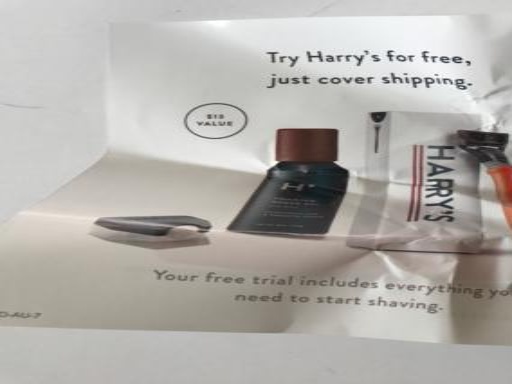 Try Harry's for free,
just cover shipping.
$13
VALUE
H'
HARRY'S
Your free trial includes everything yo
need to start shaving.
O-AU-7